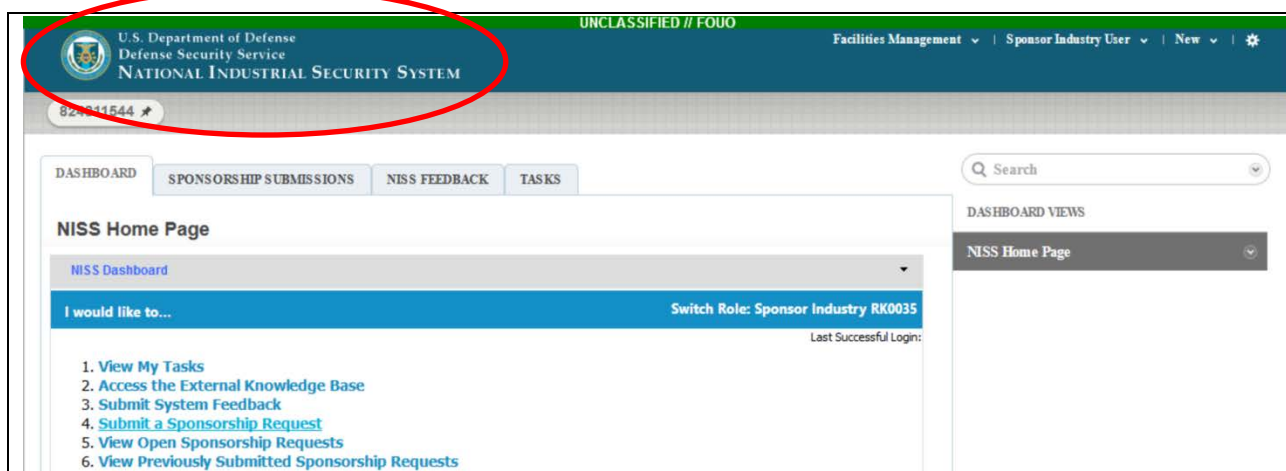 UNCLASSIFIED // FOUO
U.S. Department of Defense
Defense Security Service
NATIONAL INDUSTRIAL SECURITY SYSTEM
Facilities Management | Sponsor Industry User | New |
DASHBOARD
SPONSORSHIP SUBMISSIONS
NISS FEEDBACK
TASKS
Search
DASHBOARD VIEWS
NISS Home Page
NISS Home Page
NISS Dashboard
I would like to...
Switch Role: Sponsor Industry RK0035
Last Successful Login:
1. View My Tasks
2. Access the External Knowledge Base
3. Submit System Feedback
4. Submit a Sponsorship Request
5. View Open Sponsorship Requests
6. View Previously Submitted Sponsorship Requests